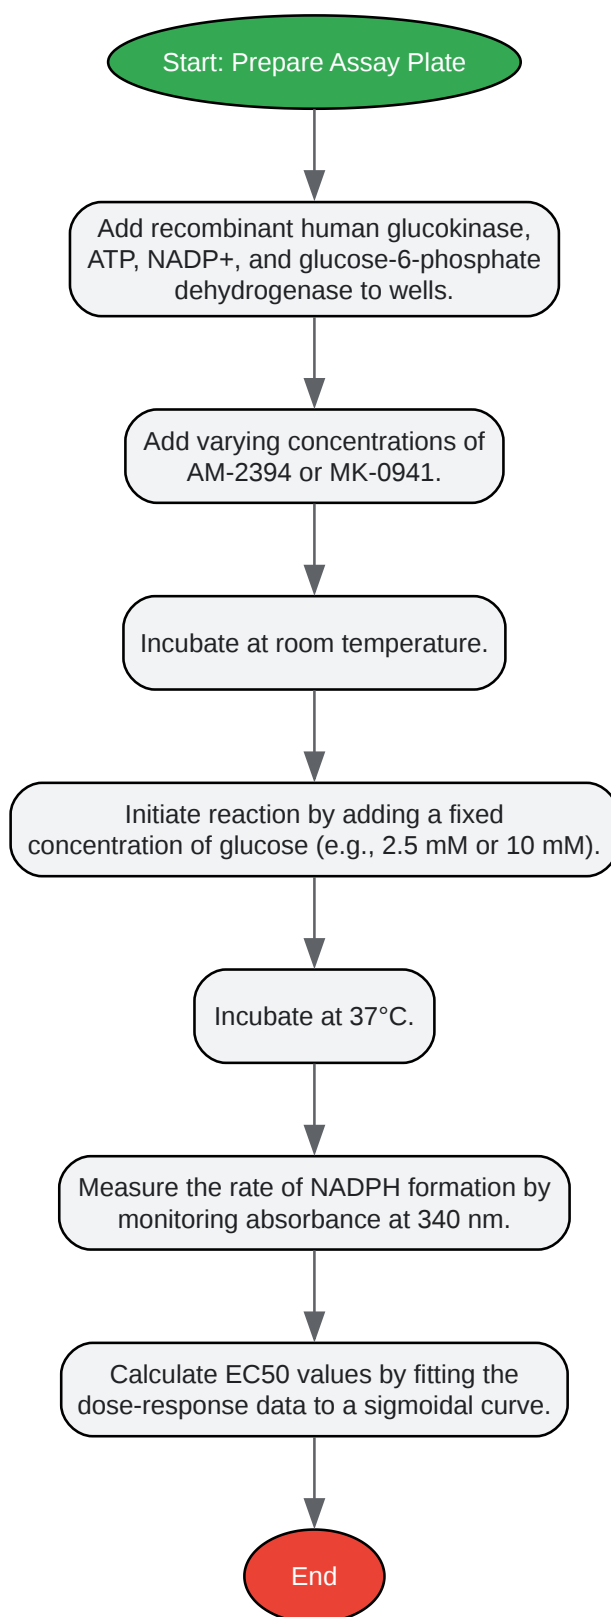 Start: Prepare Assay Plate
Add recombinant human glucokinase,
ATP, NADP+, and glucose-6-phosphate
dehydrogenase to wells.
Add varying concentrations of
AM-2394 or MK-0941.
Incubate at room temperature.
Initiate reaction by adding a fixed
concentration of glucose (e.g., 2.5 mM or 10 mM).
Incubate at 37°C.
Measure the rate of NADPH formation by
monitoring absorbance at 340 nm.
Calculate EC50 values by fitting the
dose-response data to a sigmoidal curve.
End